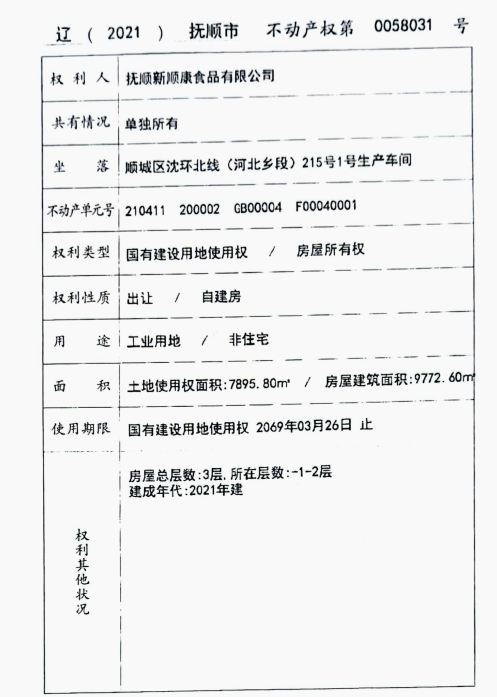 辽 ( 2021 ) 抚顺市 不动产权第 0058031 号
权利人 抚顺新顺康食品有限公司
共有情况 单独所有
坐落 顺城区沈环北线(河北乡段)215号1号生产车间
不动产单元号 210411 200002 GB00004 F00040001
权利类型 国有建设用地使用权 / 房屋所有权
权利性质 出让 / 自建房
用途 工业用地 / 非住宅
面积 土地使用权面积:7895.80㎡ / 房屋建筑面积:9772.60㎡
使用期限 国有建设用地使用权 2069年03月26日 止
权利其他状况
房屋总层数:3层,所在层数:-1-2层
建成年代:2021年建